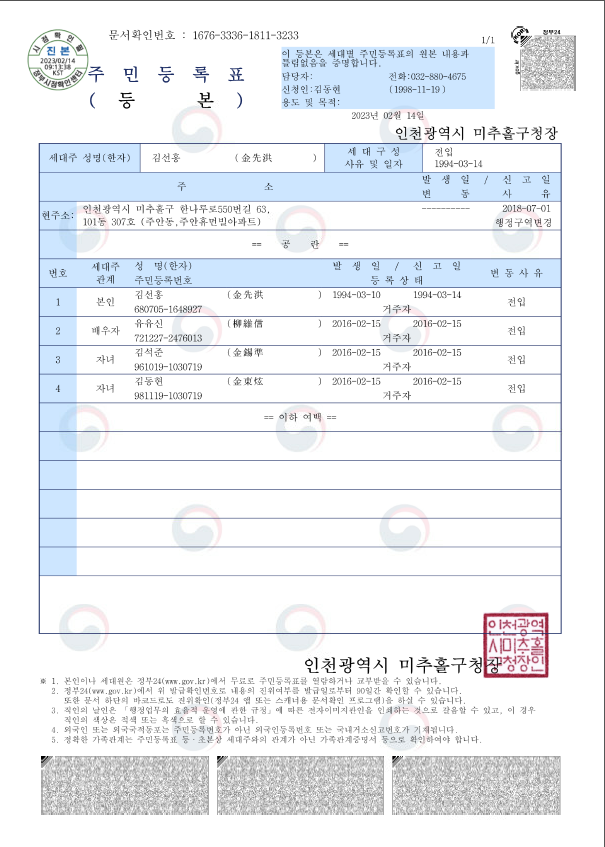 문서확인번호 : 1676-3336-1811-3233
1/1
시점확인필
진본
2023/02/14
09:13:38
KST
정부시점확인센터
주 민 등 록 표
( 등 본 )
이 등본은 세대별 주민등록표의 원본 내용과
틀림없음을 증명합니다.
담당자: 전화:032-880-4675
신청인:김동현 (1998-11-19)
용도 및 목적:
2023년 02월 14일
정부24
gov.kr
인천광역시 미추홀구청장
세대주 성명(한자) 김선홍 (金先洪 ) 세 대 구 성 전입
사유 및 일자 1994-03-14
주 소 발 생 일 / 신 고 일
변 동 사 유
현주소: 인천광역시 미추홀구 한나루로550번길 63, ---------- 2018-07-01
101동 307호 (주안동,주안휴먼빌아파트) 행정구역변경
== 공 란 ==
번호 세대주 성 명(한자) 발 생 일 / 신 고 일 변 동 사 유
관계 주민등록번호 등 록 상 태
1 본인 김선홍 (金先洪 ) 1994-03-10 1994-03-14 전입
680705-1648927 거주자
2 배우자 유유신 (柳維信 ) 2016-02-15 2016-02-15 전입
721227-2476013 거주자
3 자녀 김석준 (金錫準 ) 2016-02-15 2016-02-15 전입
961019-1030719 거주자
4 자녀 김동현 (金東炫 ) 2016-02-15 2016-02-15 전입
981119-1030719 거주자
== 이하 여백 ==
인천광역시 미추홀구청장
인천광역
시미추홀
구청장인
※ 1. 본인이나 세대원은 정부24(www.gov.kr)에서 무료로 주민등록표를 열람하거나 교부받을 수 있습니다.
2. 정부24(www.gov.kr)에서 위 발급확인번호로 내용의 진위여부를 발급일로부터 90일간 확인할 수 있습니다.
또한 문서 하단의 바코드로도 진위확인(정부24 앱 또는 스캐너용 문서확인 프로그램)을 하실 수 있습니다.
3. 직인의 날인은 「행정업무의 효율적 운영에 관한 규정」에 따른 전자이미지관인을 인쇄하는 것으로 갈음할 수 있고, 이 경우
직인의 색상은 적색 또는 흑색으로 할 수 있습니다.
4. 외국인 또는 외국국적동포는 주민등록번호가 아닌 외국인등록번호 또는 국내거소신고번호가 기재됩니다.
5. 정확한 가족관계는 주민등록표 등·초본상 세대주와의 관계가 아닌 가족관계증명서 등으로 확인하여야 합니다.